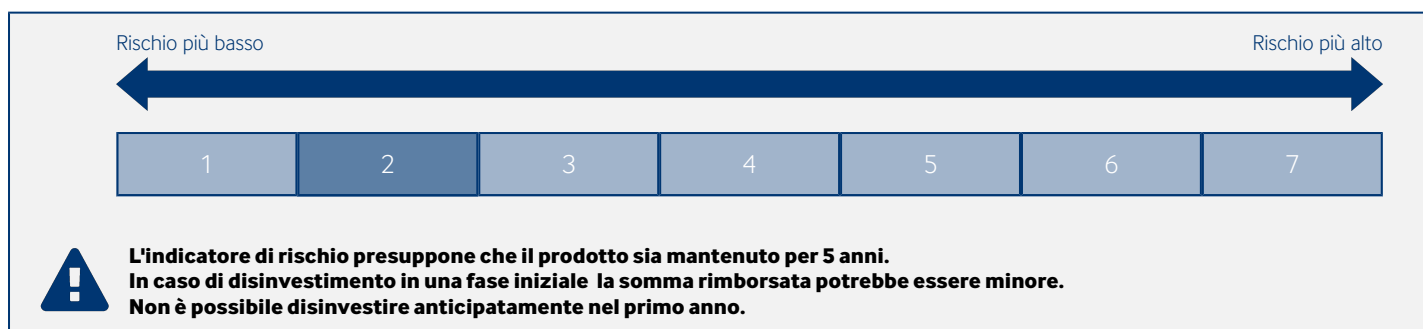 Rischio più basso
Rischio più alto
1 2 3 4 5 6 7
L'indicatore di rischio presuppone che il prodotto sia mantenuto per 5 anni.
In caso di disinvestimento in una fase iniziale la somma rimborsata potrebbe essere minore.
Non è possibile disinvestire anticipatamente nel primo anno.